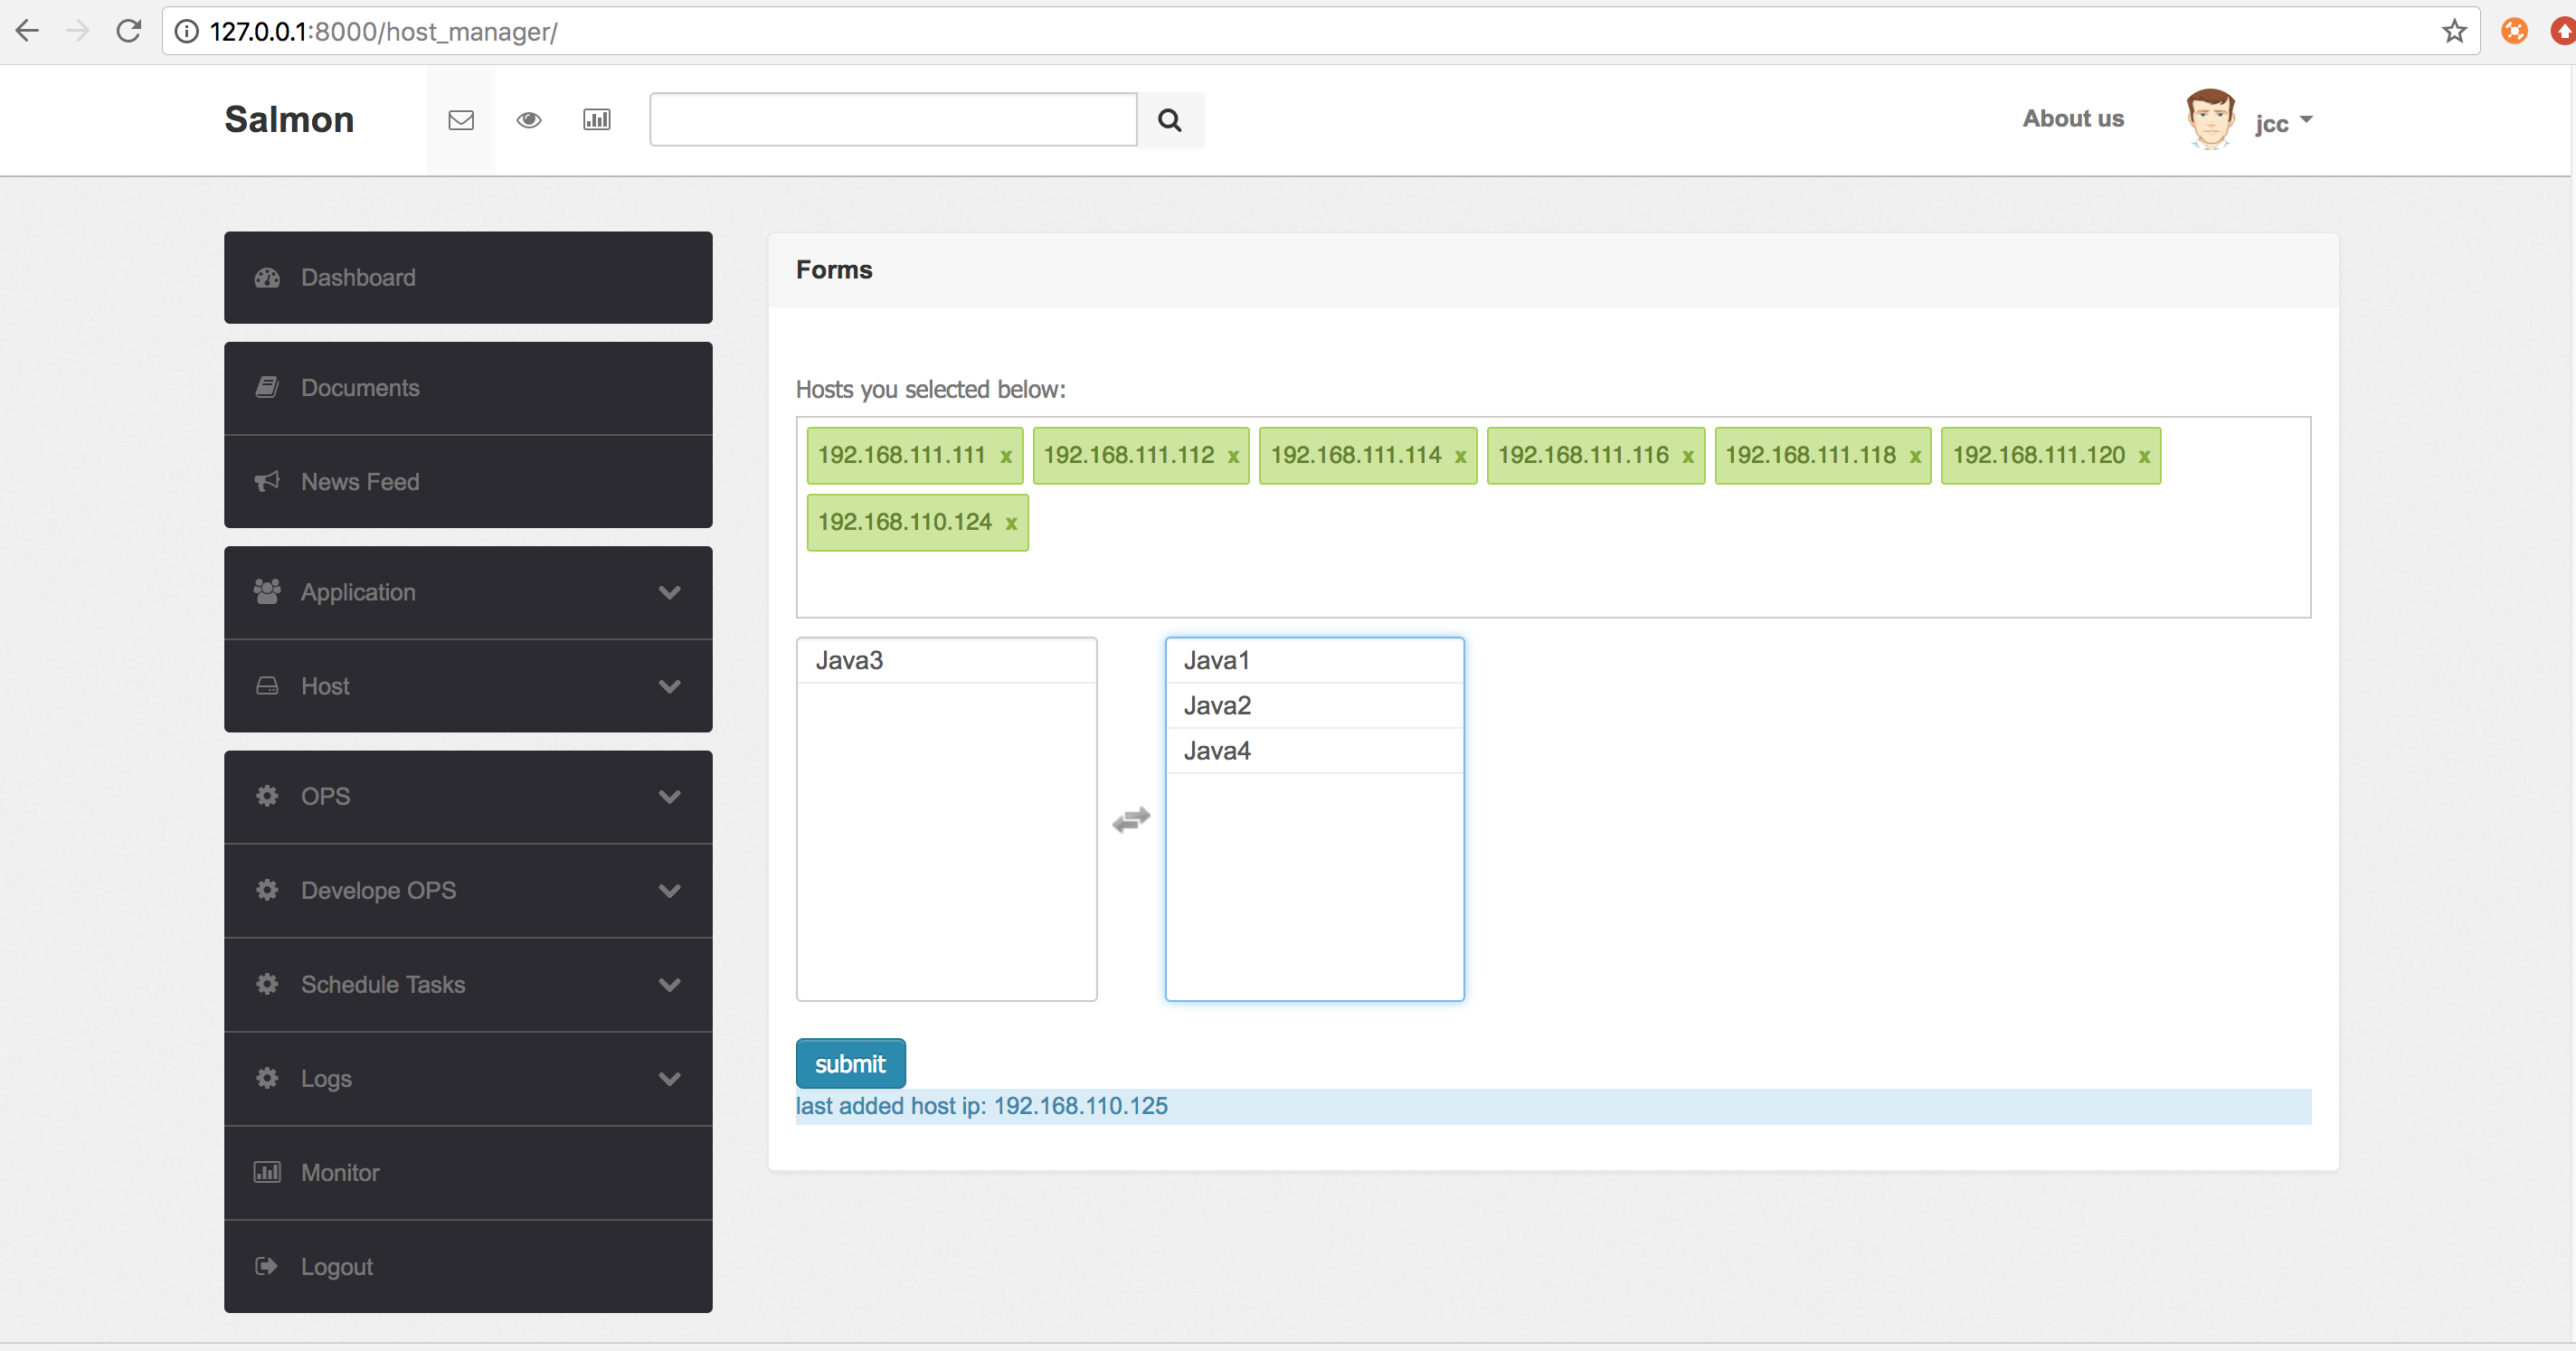 127.0.0.1:8000/host_manager/
Salmon
About us
jcc
Dashboard
Documents
News Feed
Application
Host
OPS
Develope OPS
Schedule Tasks
Logs
Monitor
Logout
Forms
Hosts you selected below:
192.168.111.111 x 192.168.111.112 x 192.168.111.114 x 192.168.111.116 x 192.168.111.118 x 192.168.111.120 x
192.168.110.124 x
Java3
Java1
Java2
Java4
submit
last added host ip: 192.168.110.125